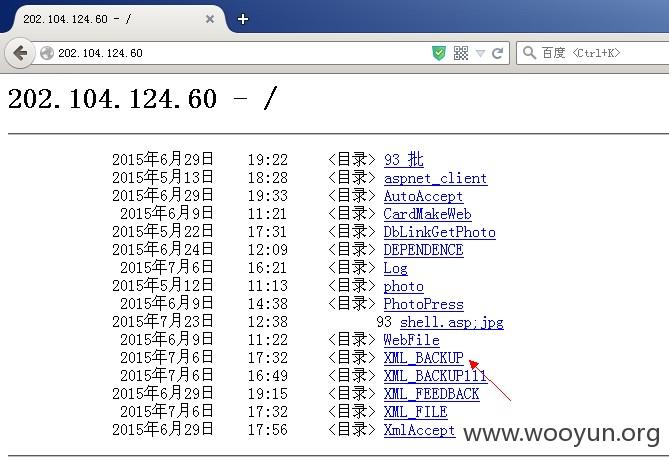 202.104.124.60 - /
202.104.124.60
百度 <Ctrl+K>
202.104.124.60 - /
2015年6月29日 19:22 <目录> 93 批
2015年5月13日 18:28 <目录> aspnet_client
2015年6月29日 19:33 <目录> AutoAccept
2015年6月9日 11:21 <目录> CardMakeWeb
2015年5月22日 17:31 <目录> DbLinkGetPhoto
2015年6月24日 12:09 <目录> DEPENDENCE
2015年7月6日 16:21 <目录> Log
2015年5月12日 11:13 <目录> photo
2015年6月9日 14:38 <目录> PhotoPress
2015年7月23日 12:38 93 shell.asp;jpg
2015年6月9日 11:22 <目录> WebFile
2015年7月6日 17:32 <目录> XML_BACKUP
2015年7月6日 16:49 <目录> XML_BACKUP111
2015年6月29日 19:15 <目录> XML_FEEDBACK
2015年7月6日 17:32 <目录> XML_FILE
2015年6月29日 17:56 <目录> XmlAccept
www.wooyun.org